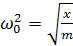 ω₀² = √(x/m)